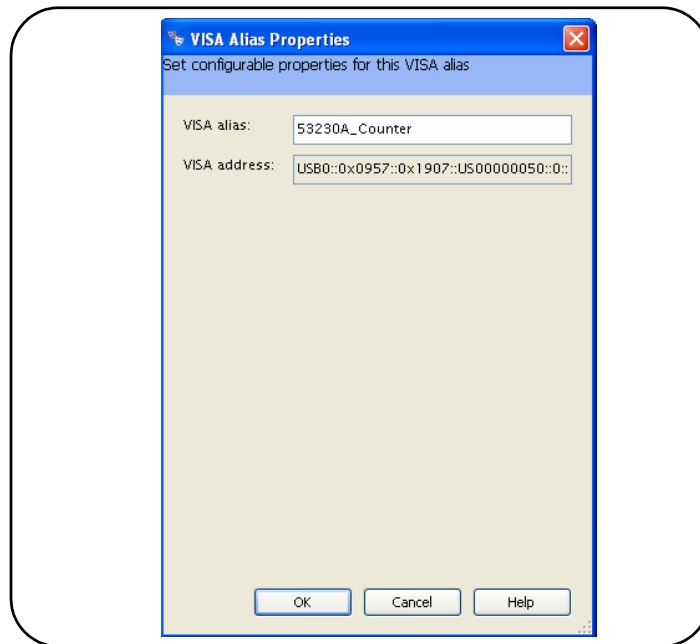 VISA Alias Properties
Set configurable properties for this VISA alias
VISA alias: 53230A_Counter
VISA address: USB0::0x0957::0x1907::US00000050::0::
OK Cancel Help